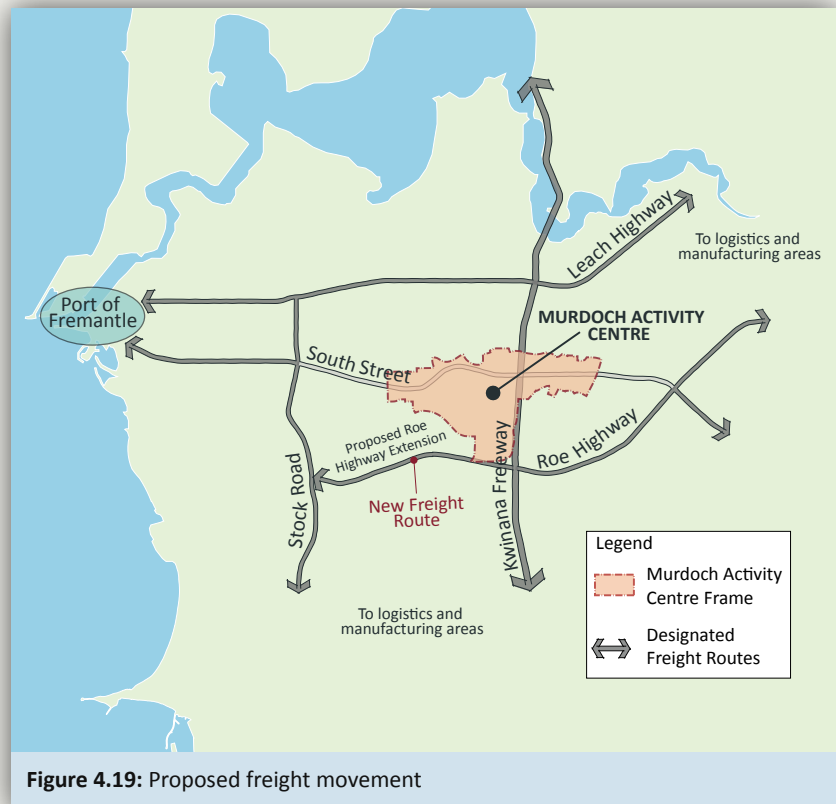 Leach Highway
To logistics and
manufacturing areas
Port of
Fremantle
MURDOCH ACTIVITY
CENTRE
South Street
Proposed Roe
Highway Extension
Roe Highway
New Freight
Route
Stock Road
Kwinana Freeway
To logistics and
manufacturing areas
Legend
Murdoch Activity
Centre Frame
Designated
Freight Routes
Figure 4.19: Proposed freight movement